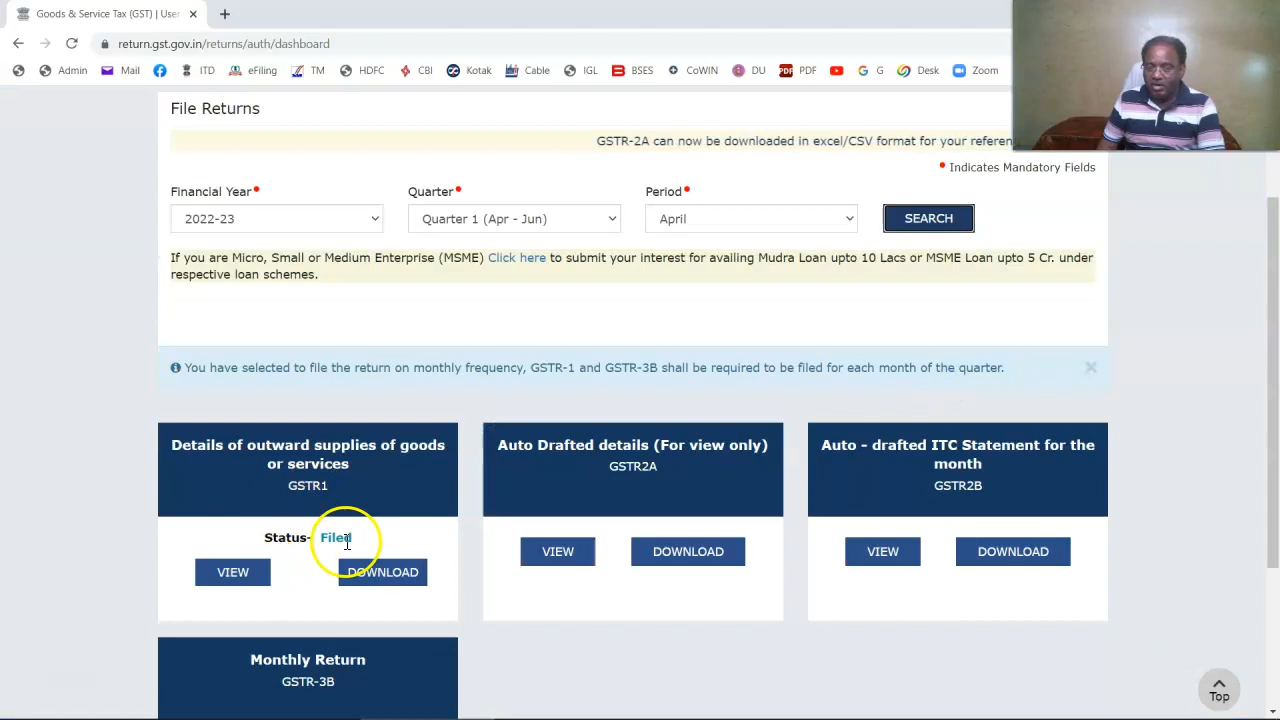 Goods & Service Tax (GST) | User
return.gst.gov.in/returns/auth/dashboard
Admin Mail ITD eFiling TM HDFC CBI Kotak Cable IGL BSES CoWIN DU PDF PDF G G Desk Zoom
File Returns
GSTR-2A can now be downloaded in excel/CSV format for your referen
• Indicates Mandatory Fields
Financial Year• Quarter• Period•
2022-23 Quarter 1 (Apr - Jun) April SEARCH
If you are Micro, Small or Medium Enterprise (MSME) Click here to submit your interest for availing Mudra Loan upto 10 Lacs or MSME Loan upto 5 Cr. under
respective loan schemes.
You have selected to file the return on monthly frequency, GSTR-1 and GSTR-3B shall be required to be filed for each month of the quarter.
Details of outward supplies of goods
or services
GSTR1
Status- Filed
VIEW DOWNLOAD
Auto Drafted details (For view only)
GSTR2A
VIEW DOWNLOAD
Auto - drafted ITC Statement for the
month
GSTR2B
VIEW DOWNLOAD
Monthly Return
GSTR-3B
Top